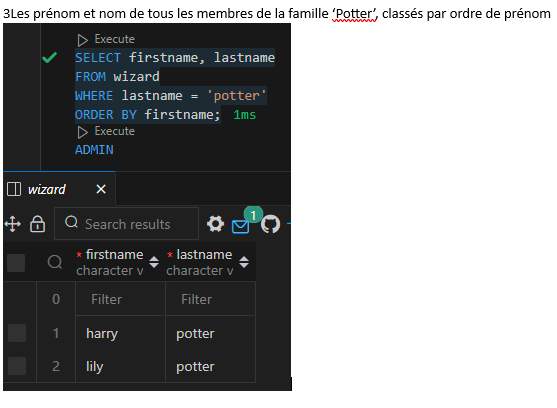 3Les prénom et nom de tous les membres de la famille ‘Potter’, classés par ordre de prénom
Execute
SELECT firstname, lastname
FROM wizard
WHERE lastname = 'potter'
ORDER BY firstname; 1ms
Execute
ADMIN
wizard
Search results
1
* firstname * lastname
character v character v
0 Filter Filter
1 harry potter
2 lily potter